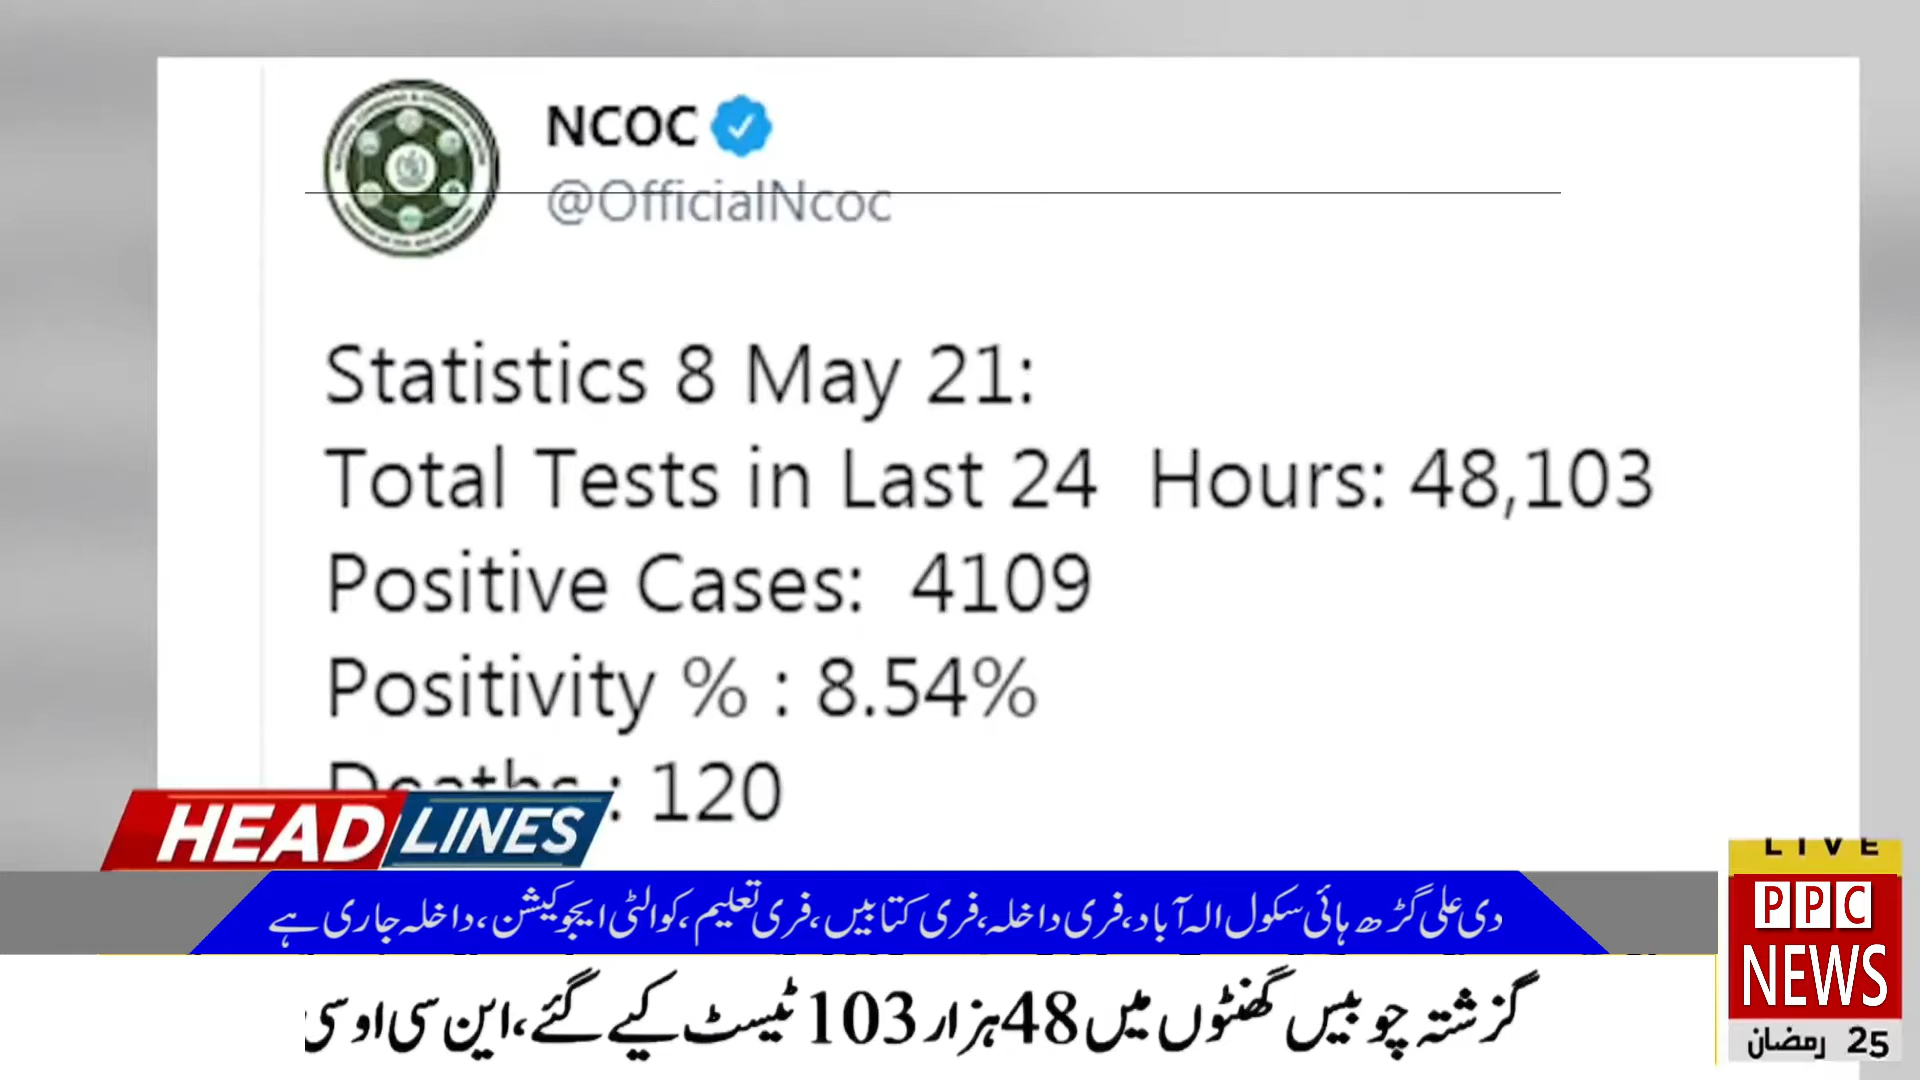 NCOC
@OfficialNcoc
Statistics 8 May 21:
Total Tests in Last 24 Hours: 48,103
Positive Cases: 4109
Positivity % : 8.54%
Deaths : 120
HEADLINES
دی علی گڑھ ہائی سکول الہ آباد،فری داخلہ،فری کتابیں،فری تعلیم،کوالٹی ایجوکیشن،داخلہ جاری ہے
گزشتہ چوبیس گھنٹوں میں 48ہزار 103 ٹیسٹ کیے گئے،این سی او سی
LIVE
PPC
NEWS
25 رمضان